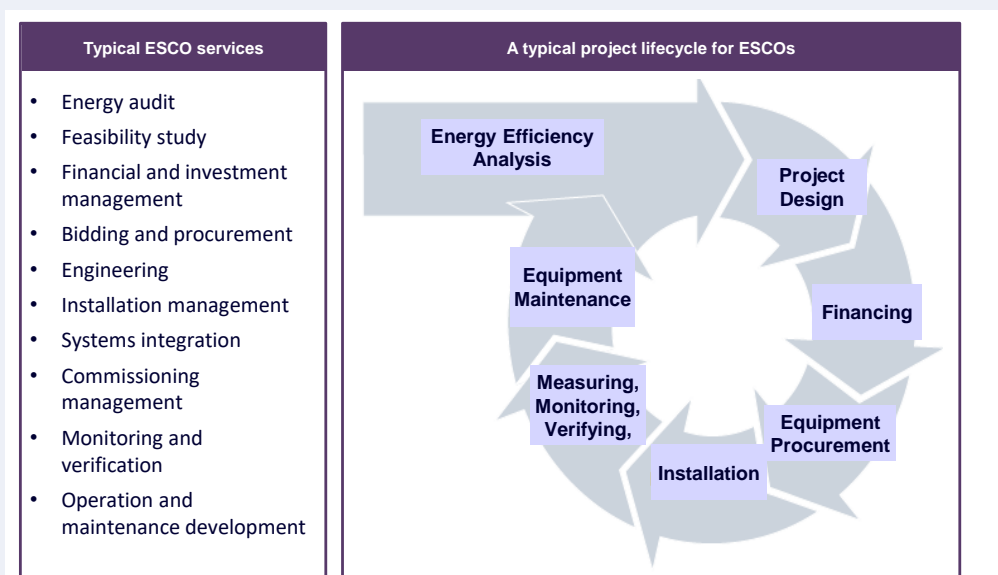 Typical ESCO services
• Energy audit
• Feasibility study
• Financial and investment
management
• Bidding and procurement
• Engineering
• Installation management
• Systems integration
• Commissioning
management
• Monitoring and
verification
• Operation and
maintenance development
A typical project lifecycle for ESCOs
Energy Efficiency
Analysis
Project
Design
Financing
Equipment
Procurement
Installation
Measuring,
Monitoring,
Verifying,
Equipment
Maintenance